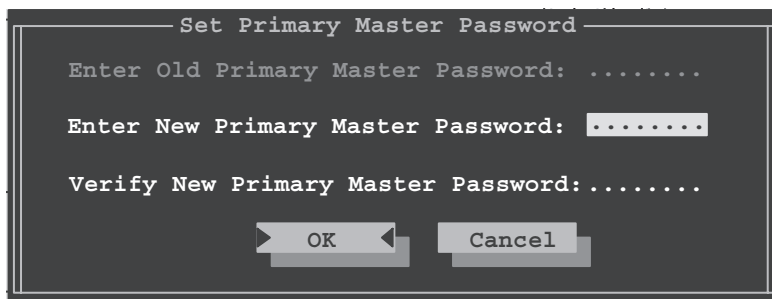 Set Primary Master Password
Enter Old Primary Master Password: ........
Enter New Primary Master Password: ........
Verify New Primary Master Password:........
OK Cancel